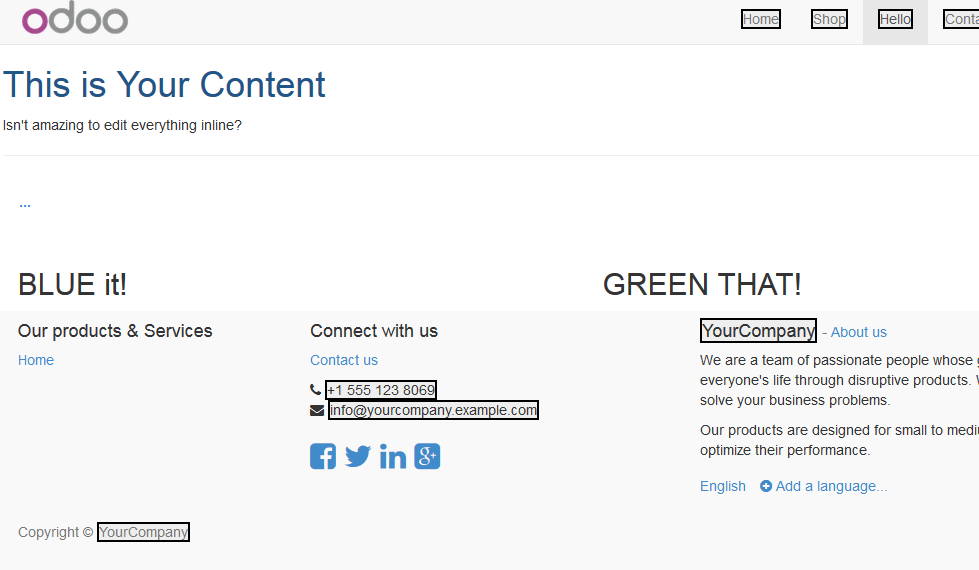 odoo
Home Shop Hello Conta
This is Your Content
Isn't amazing to edit everything inline?
...
BLUE it! GREEN THAT!
Our products & Services
Home
Connect with us
Contact us
+1 555 123 8069
info@yourcompany.example.com
YourCompany - About us
We are a team of passionate people whose g
everyone's life through disruptive products. W
solve your business problems.
Our products are designed for small to mediu
optimize their performance.
English Add a language...
Copyright © YourCompany